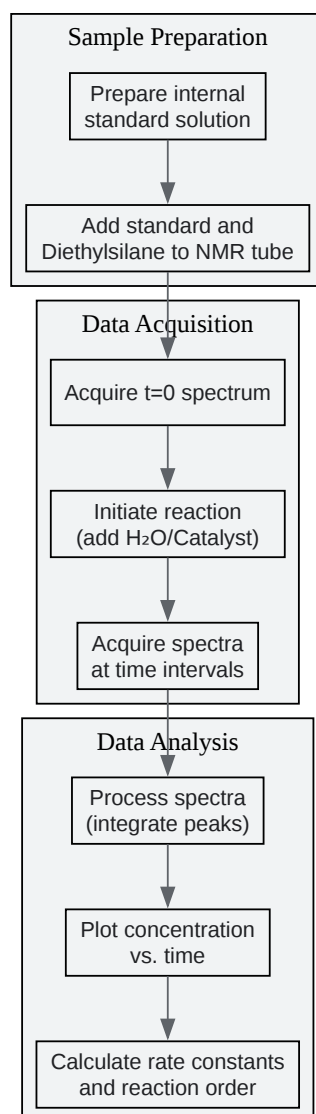 Sample Preparation
Prepare internal
standard solution
Add standard and
Diethylsilane to NMR tube
Data Acquisition
Acquire t=0 spectrum
Initiate reaction
(add H₂O/Catalyst)
Acquire spectra
at time intervals
Data Analysis
Process spectra
(integrate peaks)
Plot concentration
vs. time
Calculate rate constants
and reaction order